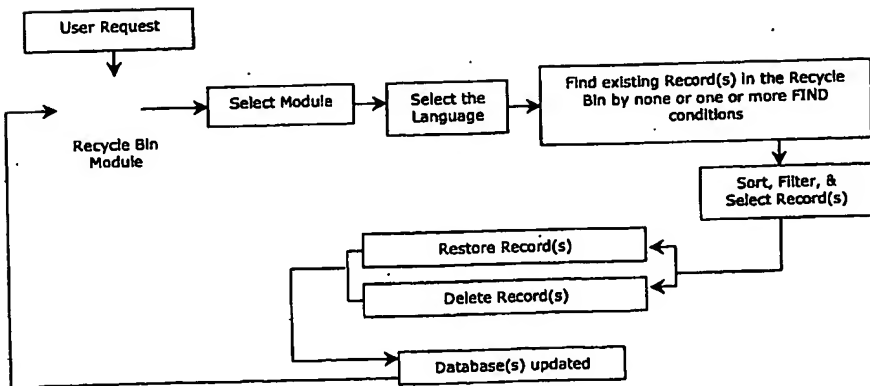 User Request
Recycle Bin
Module
Select Module
Select the
Language
Find existing Record(s) in the Recycle
Bin by none or one or more FIND
conditions
Sort, Filter, &
Select Record(s)
Restore Record(s)
Delete Record(s)
Database(s) updated